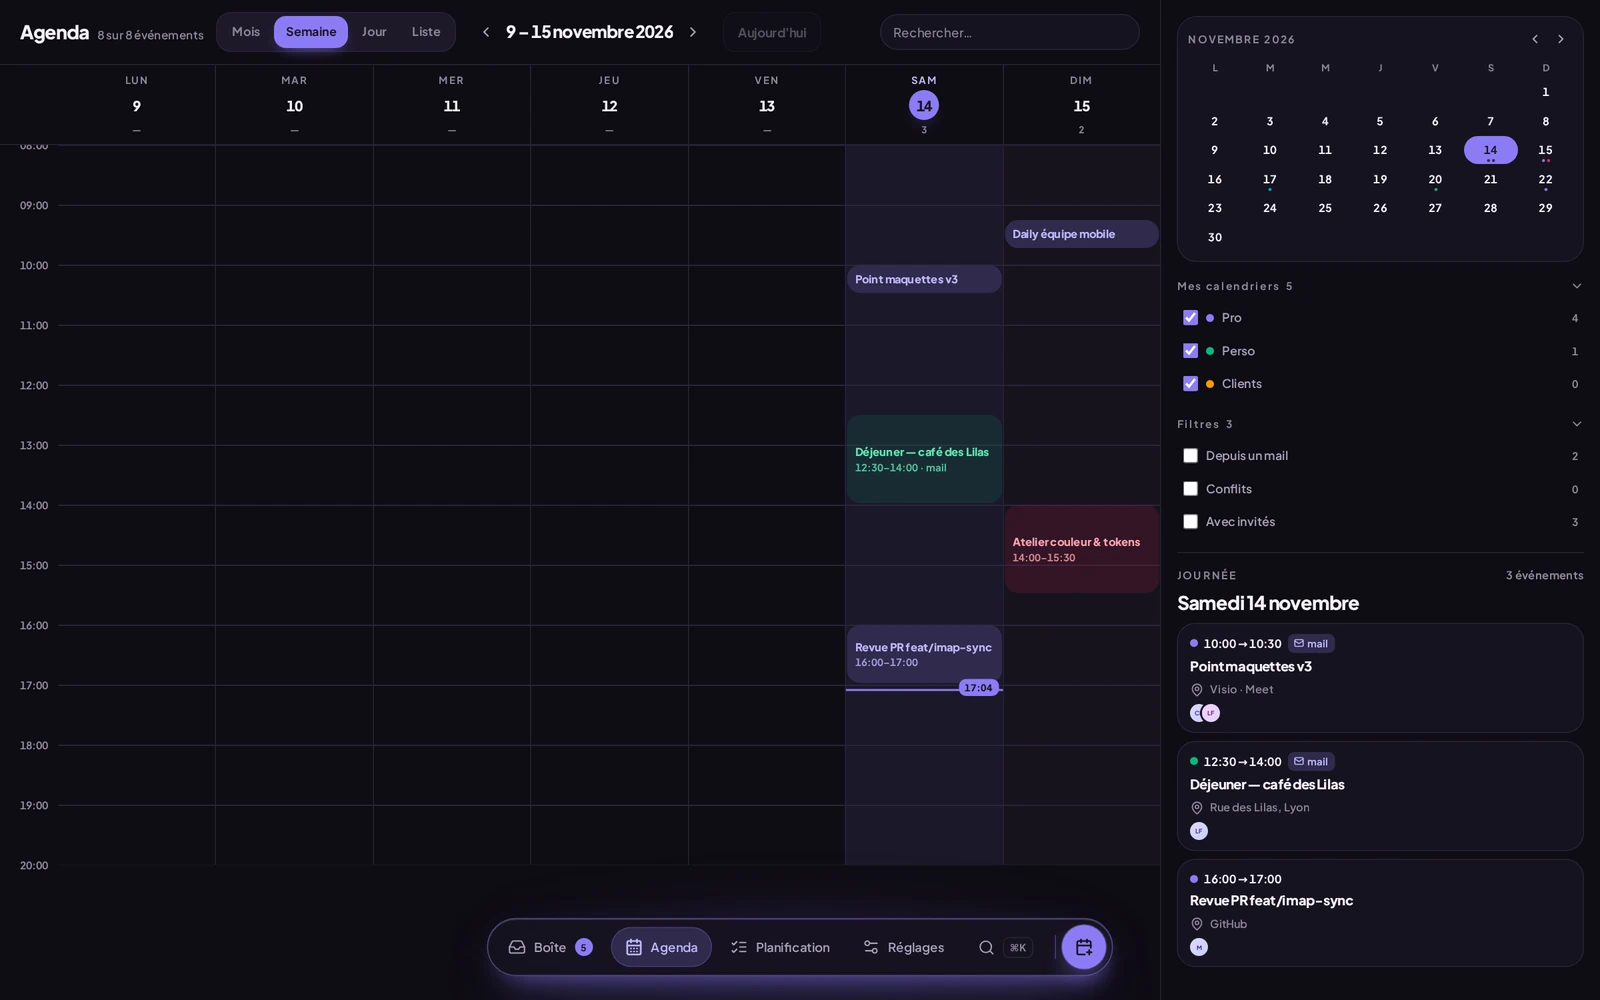 Agenda 8 sur 8 événements Mois Semaine Jour Liste 9 – 15 novembre 2026 Aujourd'hui Rechercher...
LUN MAR MER JEU VEN SAM DIM
9 10 11 12 13 14 15
— — — — — 3 2
08:00
09:00
Daily équipe mobile
10:00
Point maquettes v3
11:00
12:00
13:00
Déjeuner — café des Lilas
12:30–14:00 · mail
14:00
Atelier couleur & tokens
14:00–15:30
15:00
16:00
Revue PR feat/imap-sync
16:00–17:00
17:00
17:04
18:00
19:00
20:00
Boîte 5 Agenda Planification Réglages ⌘K
NOVEMBRE 2026
L M M J V S D
1
2 3 4 5 6 7 8
9 10 11 12 13 14 15
16 17 18 19 20 21 22
23 24 25 26 27 28 29
30
Mes calendriers 5
Pro 4
Perso 1
Clients 0
Filtres 3
Depuis un mail 2
Conflits 0
Avec invités 3
JOURNÉE 3 événements
Samedi 14 novembre
10:00→10:30 mail
Point maquettes v3
Visio · Meet
LF
12:30→14:00 mail
Déjeuner — café des Lilas
Rue des Lilas, Lyon
LF
16:00→17:00
Revue PR feat/imap-sync
GitHub
M